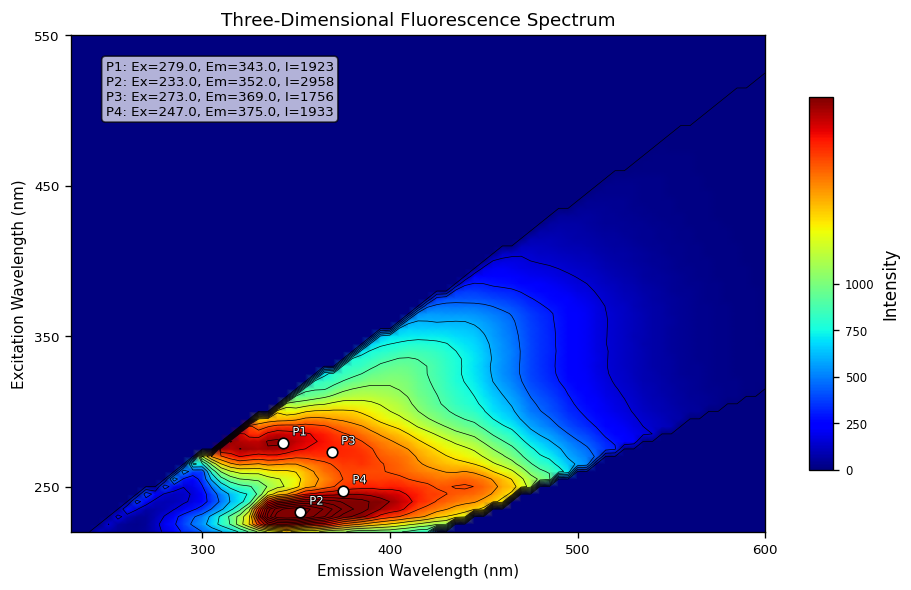 Three-Dimensional Fluorescence Spectrum
550
450
350
250
Excitation Wavelength (nm)
P1: Ex=279.0, Em=343.0, I=1923
P2: Ex=233.0, Em=352.0, I=2958
P3: Ex=273.0, Em=369.0, I=1756
P4: Ex=247.0, Em=375.0, I=1933
P1
P3
P4
P2
300
400
500
600
Emission Wavelength (nm)
1000
750
500
250
0
Intensity